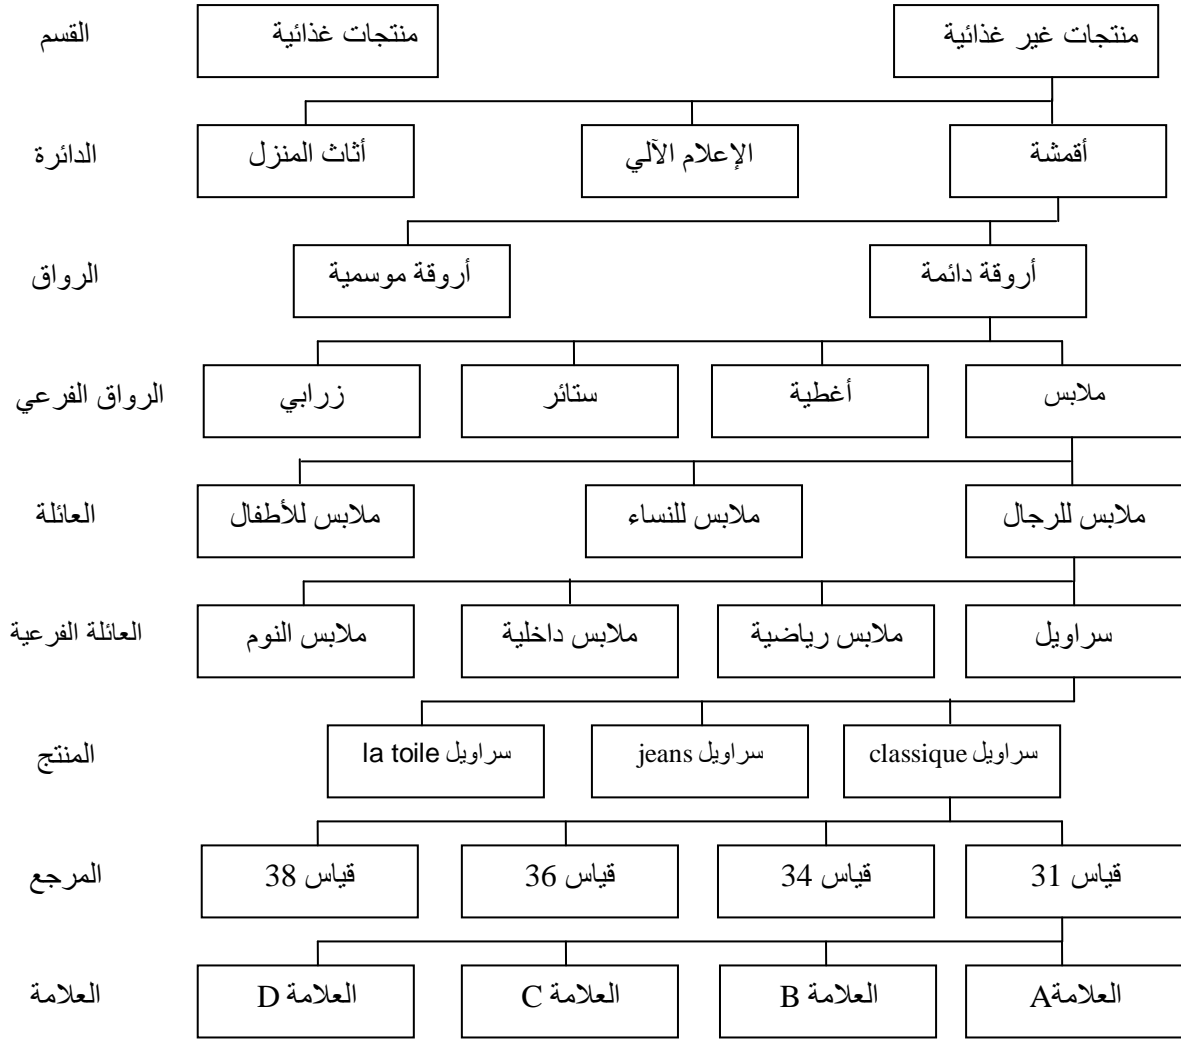 القسم
منتجات غير غذائية
منتجات غذائية
الدائرة
أقمشة
الإعلام الآلي
أثاث المنزل
الرواق
أروقة دائمة
أروقة موسمية
الرواق الفرعي
ملابس
أغطية
ستائر
زرابي
العائلة
ملابس للرجال
ملابس للنساء
ملابس للأطفال
العائلة الفرعية
سراويل
ملابس رياضية
ملابس داخلية
ملابس النوم
المنتج
سراويل classique
سراويل jeans
سراويل la toile
المرجع
قياس 31
قياس 34
قياس 36
قياس 38
العلامة
العلامةA
العلامة B
العلامة C
العلامة D